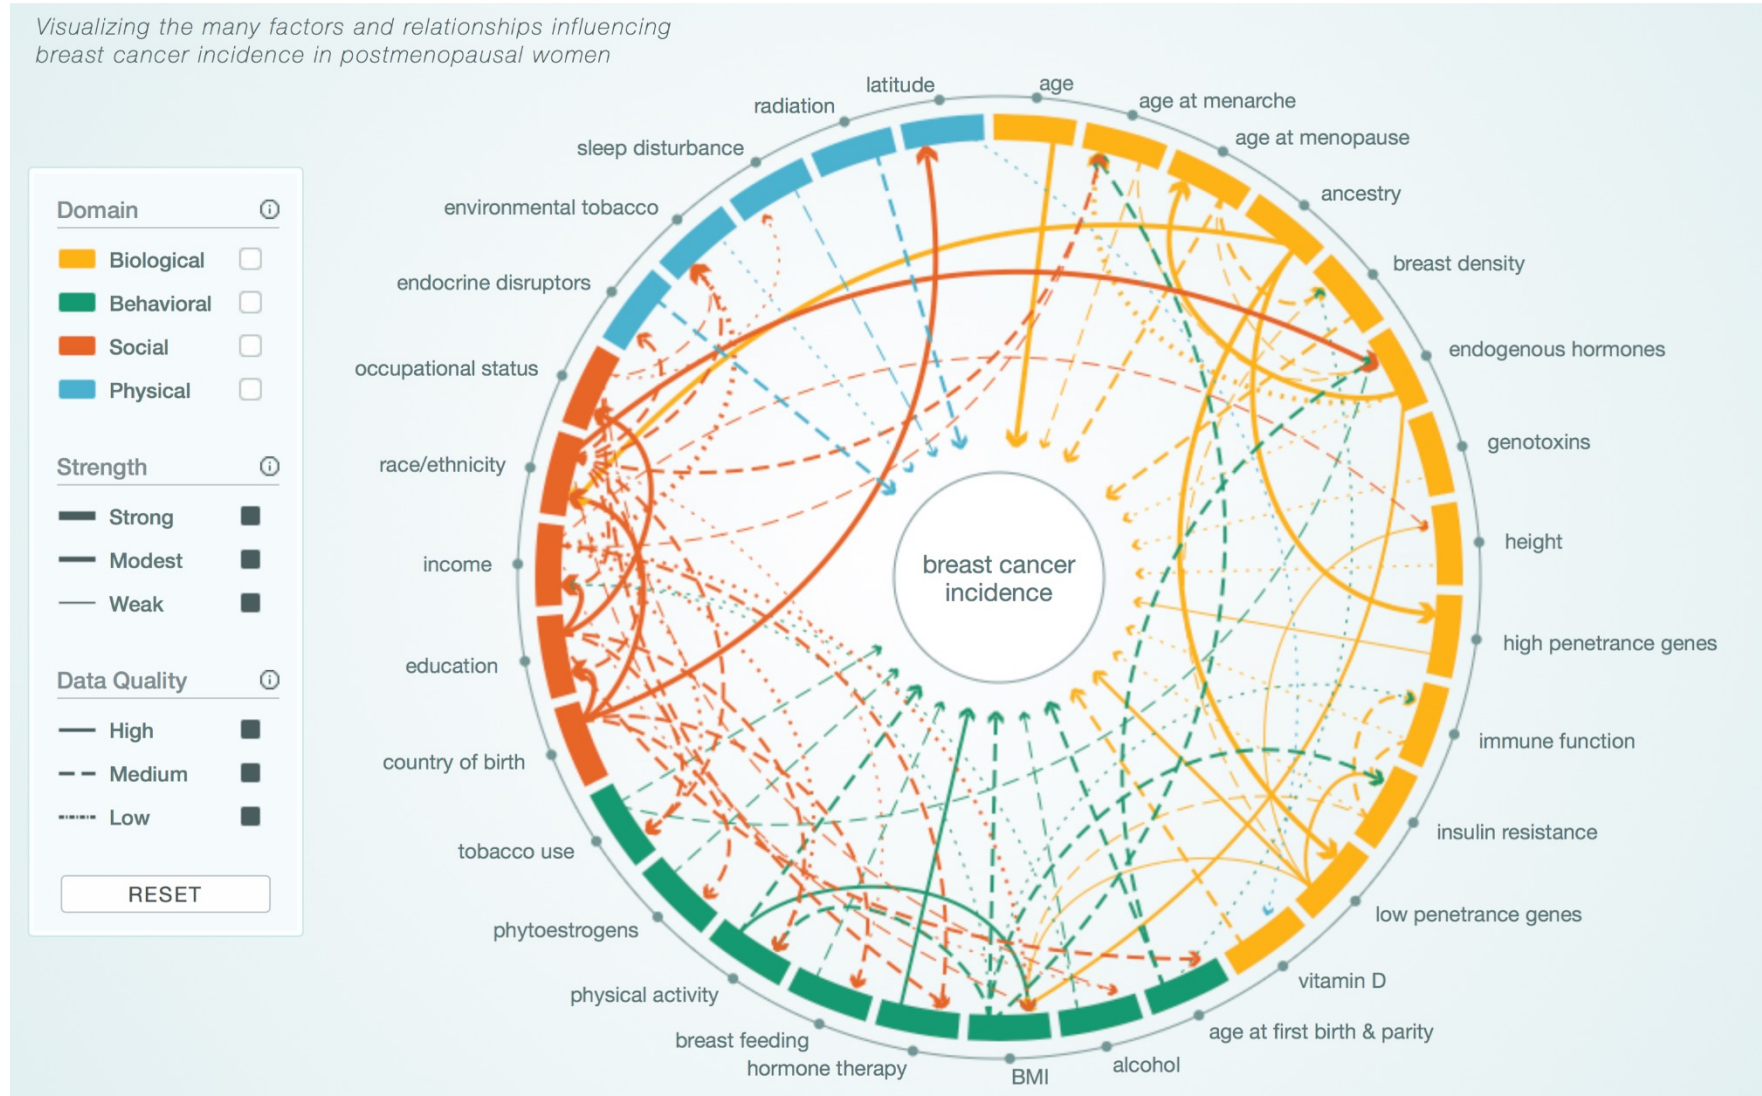 Visualizing the many factors and relationships influencing
breast cancer incidence in postmenopausal women
Domain
Biological
Behavioral
Social
Physical
Strength
Strong
Modest
Weak
Data Quality
High
Medium
Low
RESET
latitude
radiation
sleep disturbance
environmental tobacco
endocrine disruptors
occupational status
race/ethnicity
income
education
country of birth
tobacco use
phytoestrogens
physical activity
breast feeding
hormone therapy
BMI
alcohol
age at first birth & parity
vitamin D
low penetrance genes
insulin resistance
immune function
high penetrance genes
height
genotoxins
endogenous hormones
breast density
ancestry
age at menopause
age at menarche
age
breast cancer
incidence